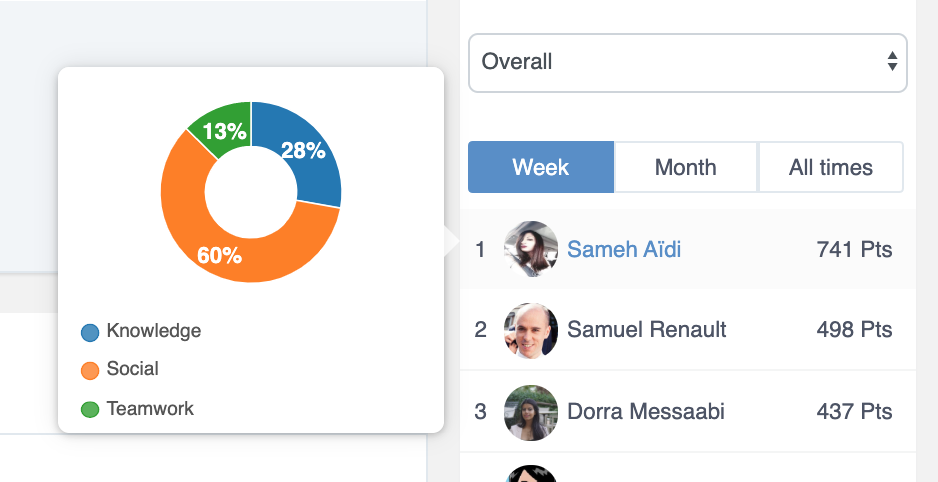 13%
28%
60%
Knowledge
Social
Teamwork
Overall
Week Month All times
1 Sameh Aïdi 741 Pts
2 Samuel Renault 498 Pts
3 Dorra Messaabi 437 Pts